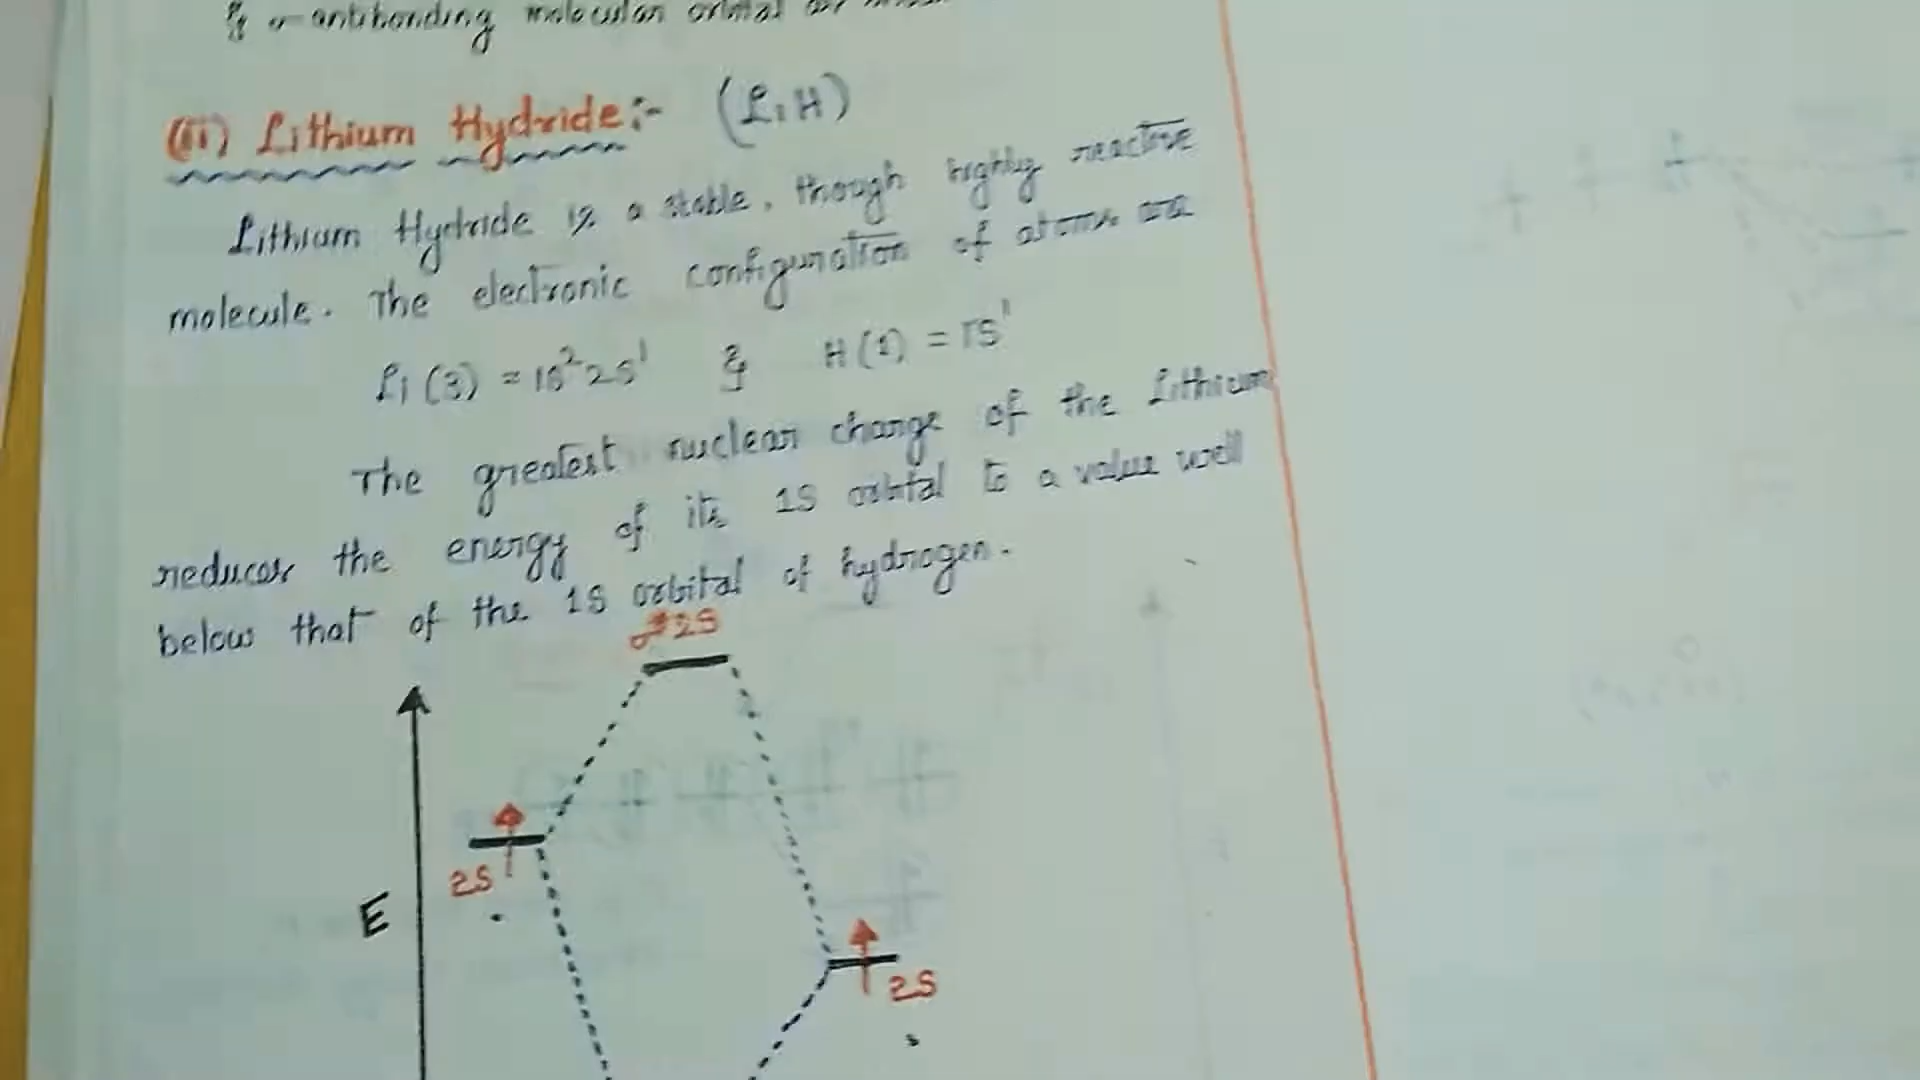 & σ-antibonding molecular orbital
(iii) Lithium Hydride:- (LiH)
Lithium Hydride is a stable, though highly reactive
molecule. The electronic configuration of atoms are
Li (3) = 1s² 2s¹ & H (1) = 1s¹
The greatest nuclear charge of the Lithium
reduces the energy of its 1S orbital to a value well
below that of the 1S orbital of hydrogen.
σ*2S
2S
E
2S